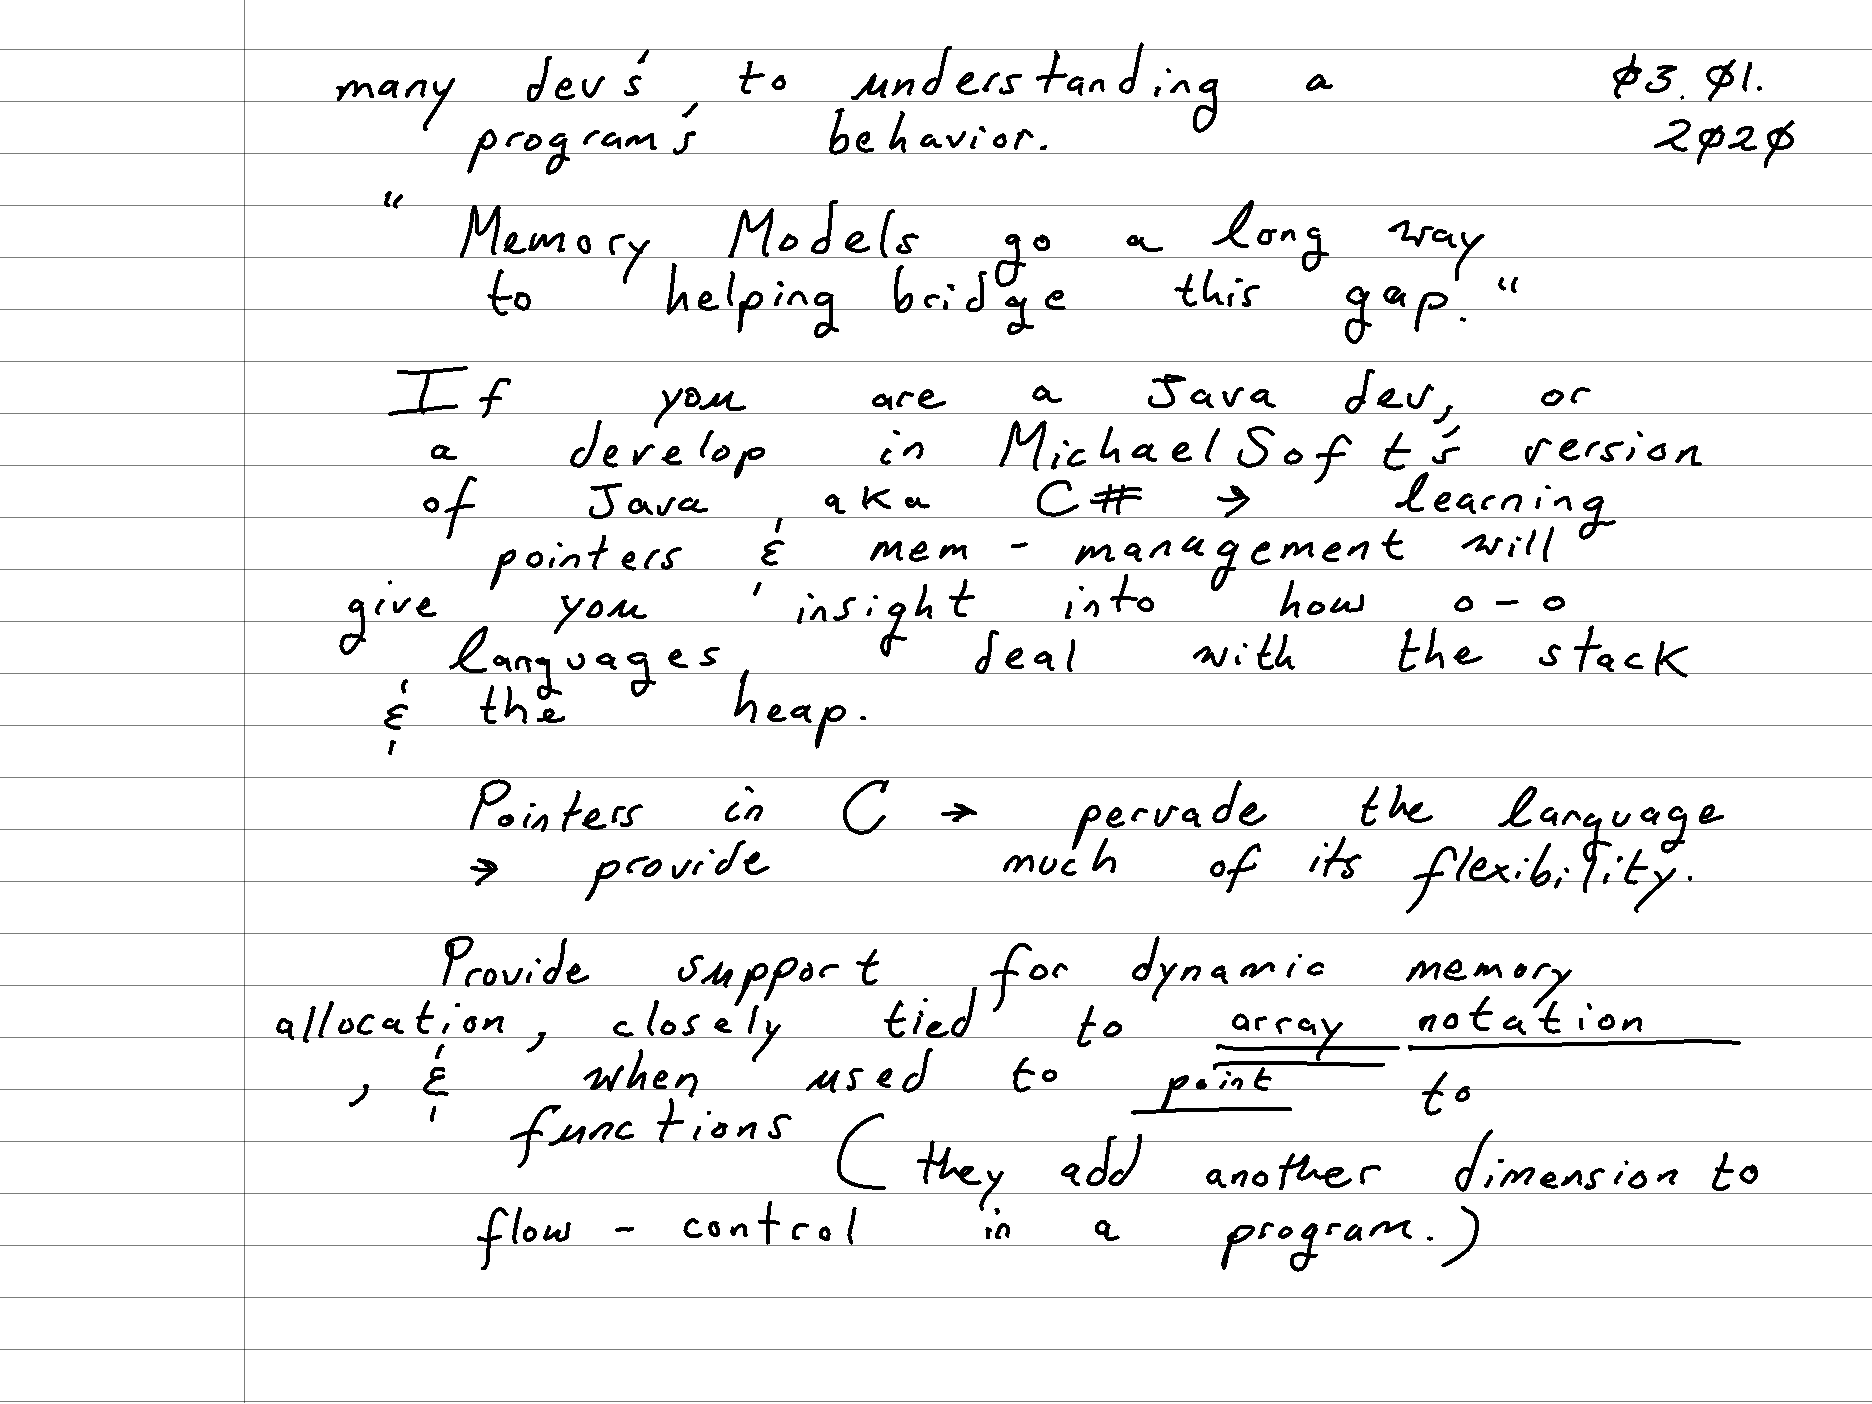 many dev's, to understanding a 03.01.
program's behavior. 2020
"Memory Models go a long way
to helping bridge this gap."
If you are a Java dev, or
a develop in MichaelSoft's version
of Java, aka C# → learning
pointers & mem-management will
give you insight into how o-o
languages deal with the stack
& the heap.
Pointers in C → pervade the language
→ provide much of its flexibility.
Provide support for dynamic memory
allocation, closely tied to array notation
, & when used to point to
functions (they add another dimension to
flow-control in a program.)